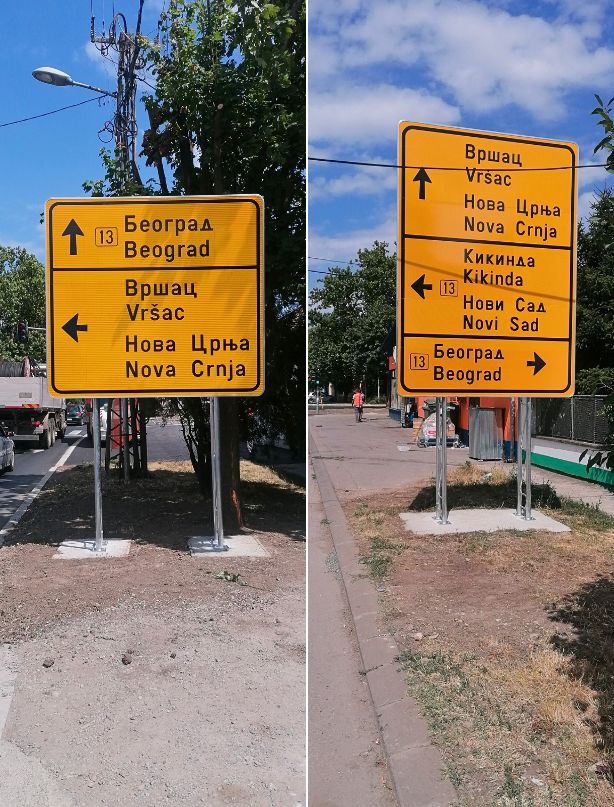 13
Београд
Beograd
Вршац
Vršac
Нова Црња
Nova Crnja
Вршац
Vršac
Нова Црња
Nova Crnja
Кикинда
Kikinda
13
Нови Сад
Novi Sad
13
Београд
Beograd